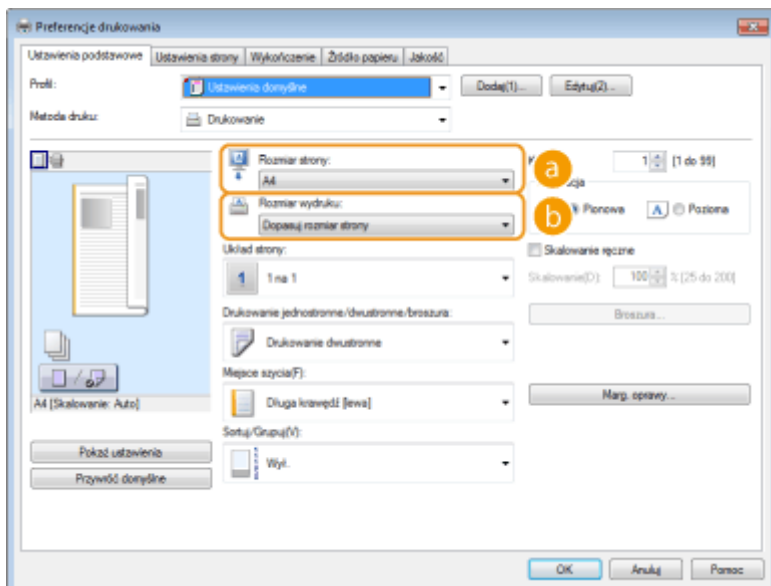 Preferencje drukowania
Ustawienia podstawowe Ustawienia strony Wykończenie Źródło papieru Jakość
Profil: Ustawienia domyślne Dodaj(1)... Edytuj(2)...
Metoda druku: Drukowanie
Rozmiar strony:
a
1 [1 do 99]
A4
Rozmiar wydruku:
b
Pionowa A Pozioma
Dopasuj rozmiar strony
Układ strony:
Skalowanie ręczne
1 1 na 1
Skalowanie(D): 100 % [25 do 200]
Drukowanie jednostronne/dwustronne/broszura:
Broszura...
Drukowanie dwustronne
Miejsce szycia(F):
A4 [Skalowanie: Auto]
Długa krawędź [lewa]
Marg. oprawy...
Sortuj/Grupuj(V):
Pokaż ustawienia
Wył.
Przywróć domyślne
OK Anuluj Pomoc